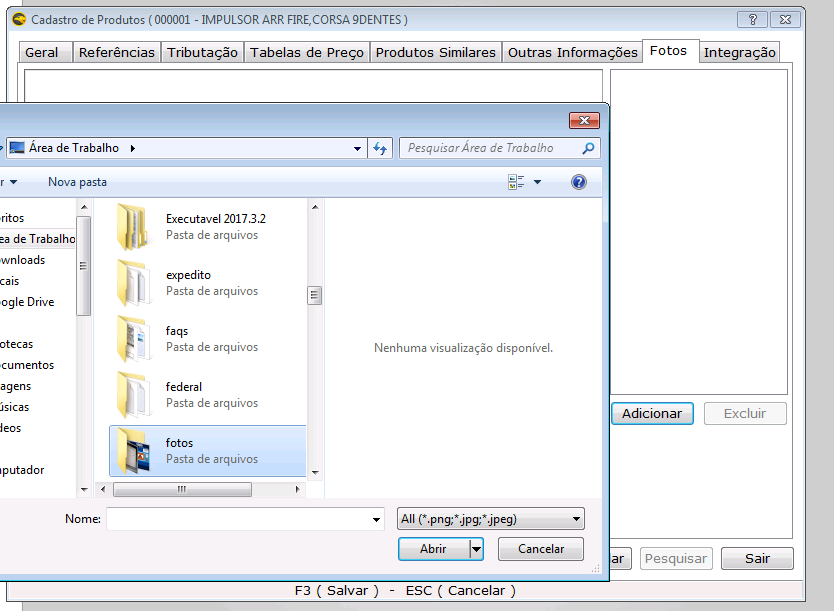 Cadastro de Produtos ( 000001 - IMPULSOR ARR FIRE,CORSA 9DENTES )
Geral Referências Tributação Tabelas de Preço Produtos Similares Outras Informações Fotos Integração
Área de Trabalho
Pesquisar Área de Trabalho
r Nova pasta
oritos
ea de Trabalho
ownloads
cais
oogle Drive
otecas
ocumentos
agens
úsicas
deos
mputador
Executavel 2017.3.2
Pasta de arquivos
expedito
Pasta de arquivos
faqs
Pasta de arquivos
federal
Pasta de arquivos
fotos
Pasta de arquivos
Nenhuma visualização disponível.
Adicionar Excluir
Nome: All (*.png;*.jpg;*.jpeg)
Abrir Cancelar
ar Pesquisar Sair
F3 ( Salvar ) - ESC ( Cancelar )